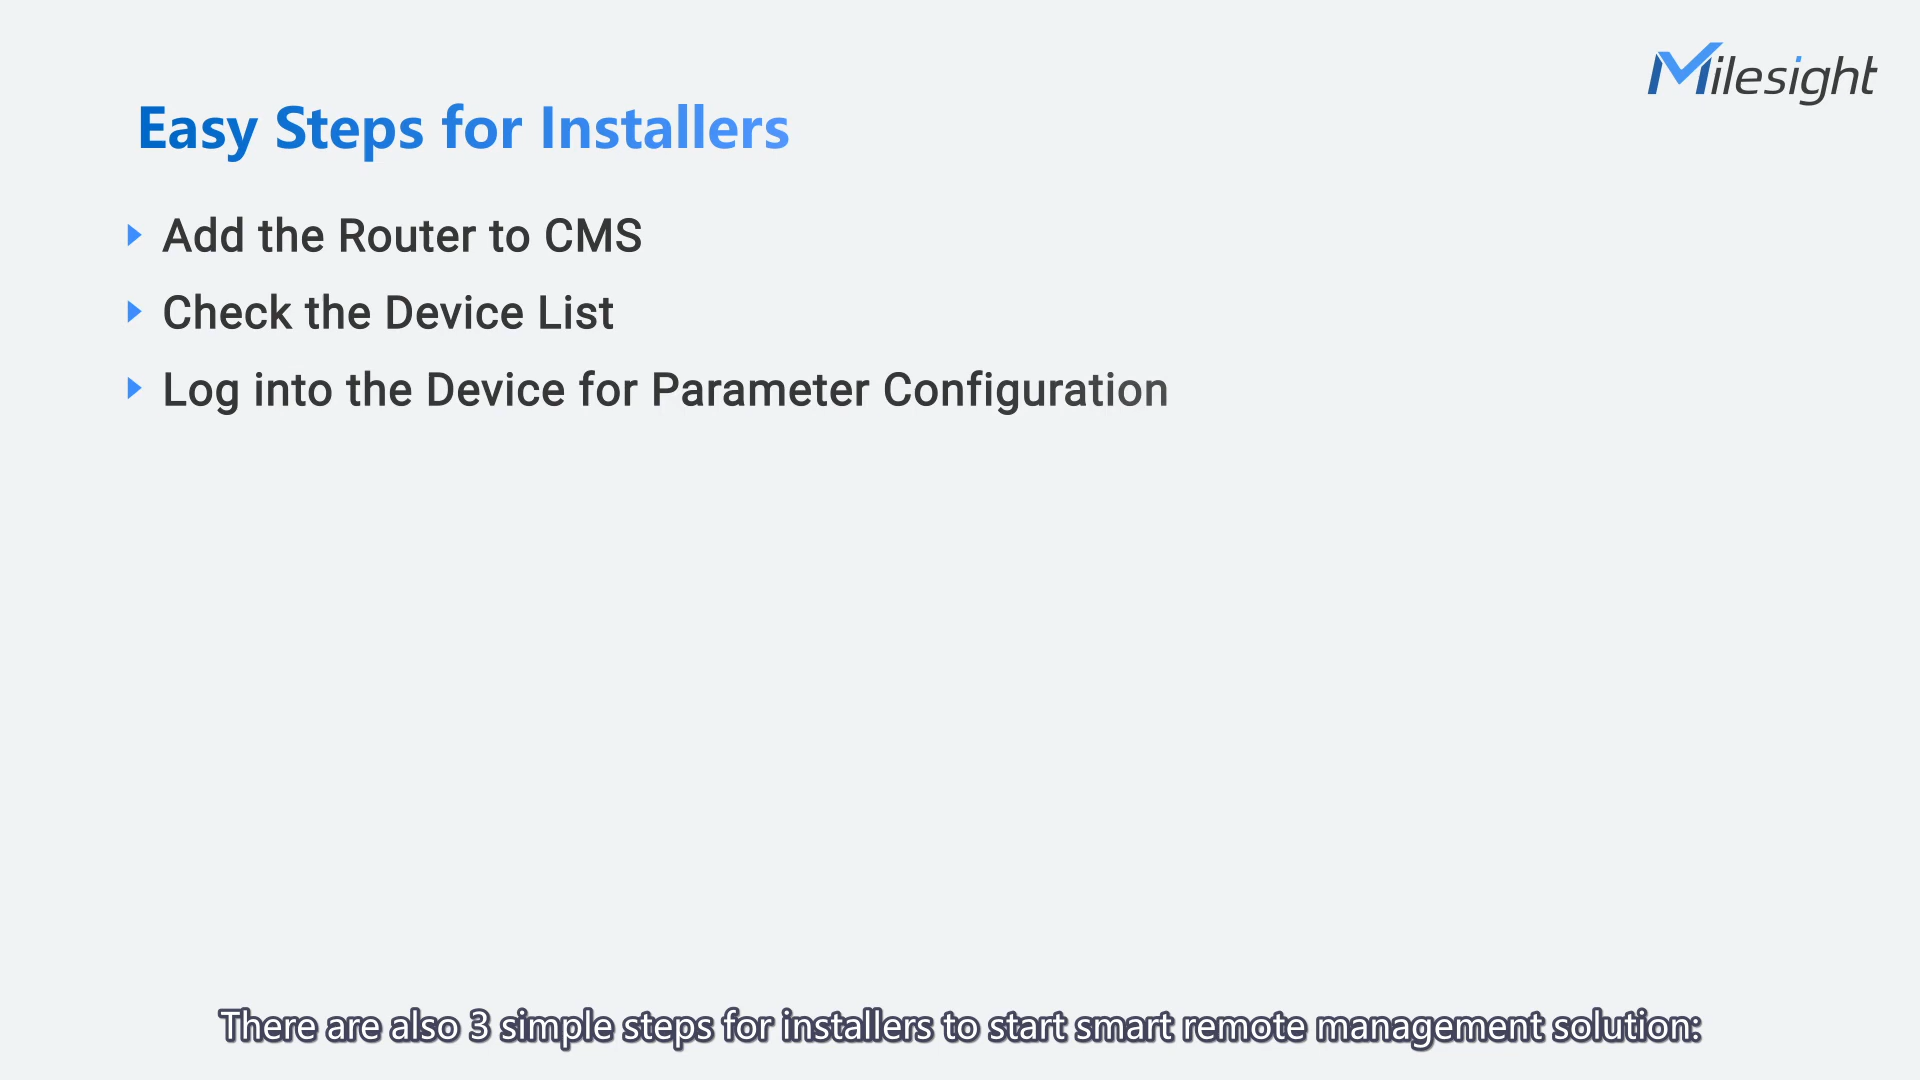 Milesight
Easy Steps for Installers
Add the Router to CMS
Check the Device List
Log into the Device for Parameter Configuration
There are also 3 simple steps for installers to start smart remote management solution: